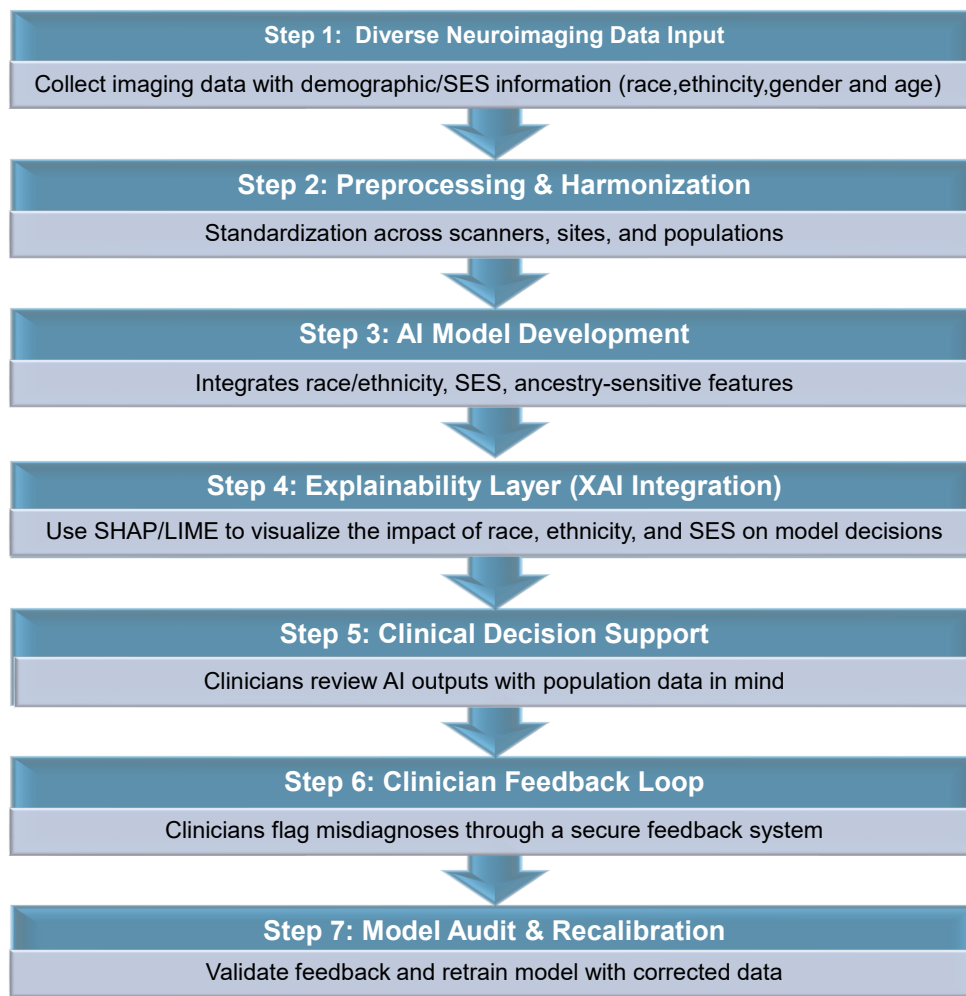 Step 1:  Diverse Neuroimaging Data Input
Collect imaging data with demographic/SES information (race,ethincity,gender and age)
Step 2: Preprocessing & Harmonization
Standardization across scanners, sites, and populations
Step 3: AI Model Development
Integrates race/ethnicity, SES, ancestry-sensitive features
Step 4: Explainability Layer (XAI Integration)
Use SHAP/LIME to visualize the impact of race, ethnicity, and SES on model decisions
Step 5: Clinical Decision Support
Clinicians review AI outputs with population data in mind
Step 6: Clinician Feedback Loop
Clinicians flag misdiagnoses through a secure feedback system
Step 7: Model Audit & Recalibration
Validate feedback and retrain model with corrected data